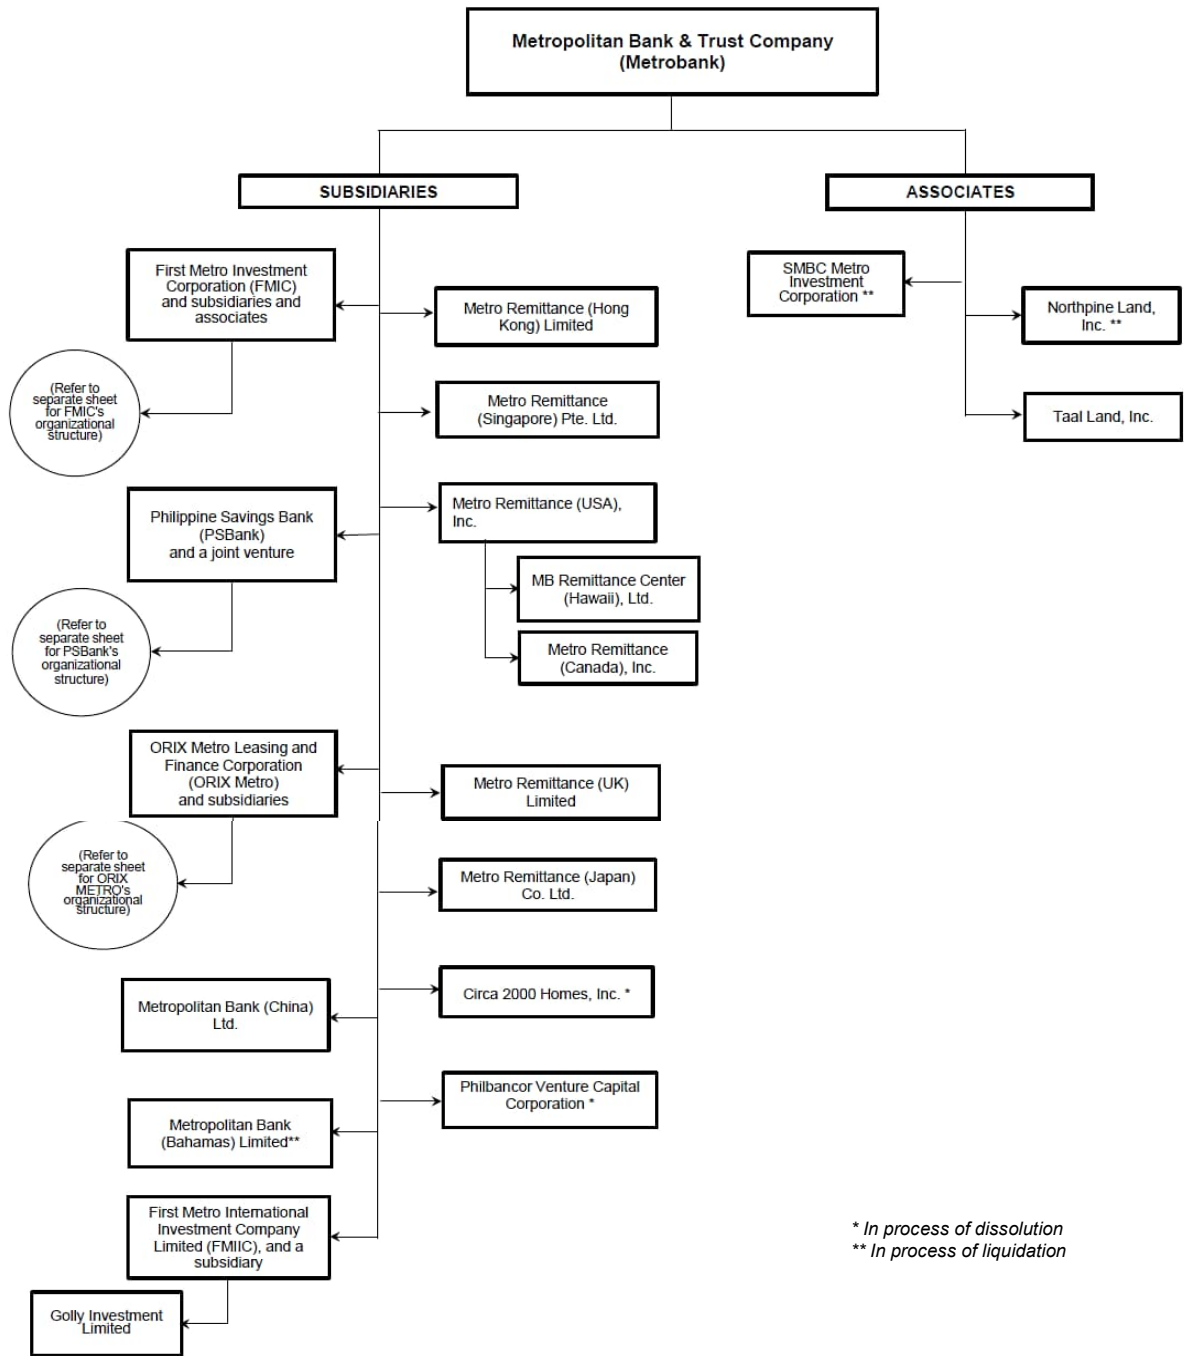 Metropolitan Bank & Trust Company
(Metrobank)
SUBSIDIARIES
ASSOCIATES
First Metro Investment
Corporation (FMIC)
and subsidiaries and
associates
(Refer to
separate sheet
for FMIC's
organizational
structure)
Metro Remittance (Hong
Kong) Limited
Metro Remittance
(Singapore) Pte. Ltd.
Philippine Savings Bank
(PSBank)
and a joint venture
(Refer to
separate sheet
for PSBank's
organizational
structure)
Metro Remittance (USA),
Inc.
MB Remittance Center
(Hawaii), Ltd.
Metro Remittance
(Canada), Inc.
ORIX Metro Leasing and
Finance Corporation
(ORIX Metro)
and subsidiaries
(Refer to
separate sheet
for ORIX
METRO's
organizational
structure)
Metro Remittance (UK)
Limited
Metro Remittance (Japan)
Co. Ltd.
Metropolitan Bank (China)
Ltd.
Circa 2000 Homes, Inc. *
Metropolitan Bank
(Bahamas) Limited**
Philbancor Venture Capital
Corporation *
First Metro International
Investment Company
Limited (FMIIC), and a
subsidiary
Golly Investment
Limited
SMBC Metro
Investment
Corporation **
Northpine Land,
Inc. **
Taal Land, Inc.
* In process of dissolution
** In process of liquidation